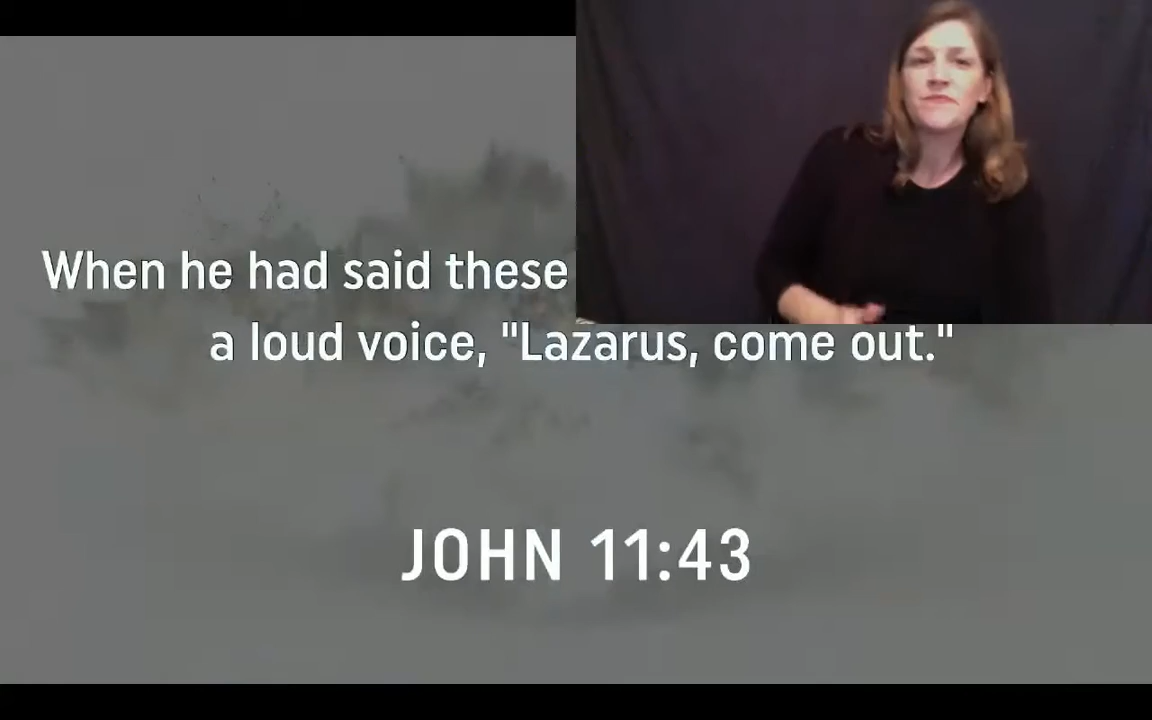 When he had said these
a loud voice, "Lazarus, come out."
JOHN 11:43